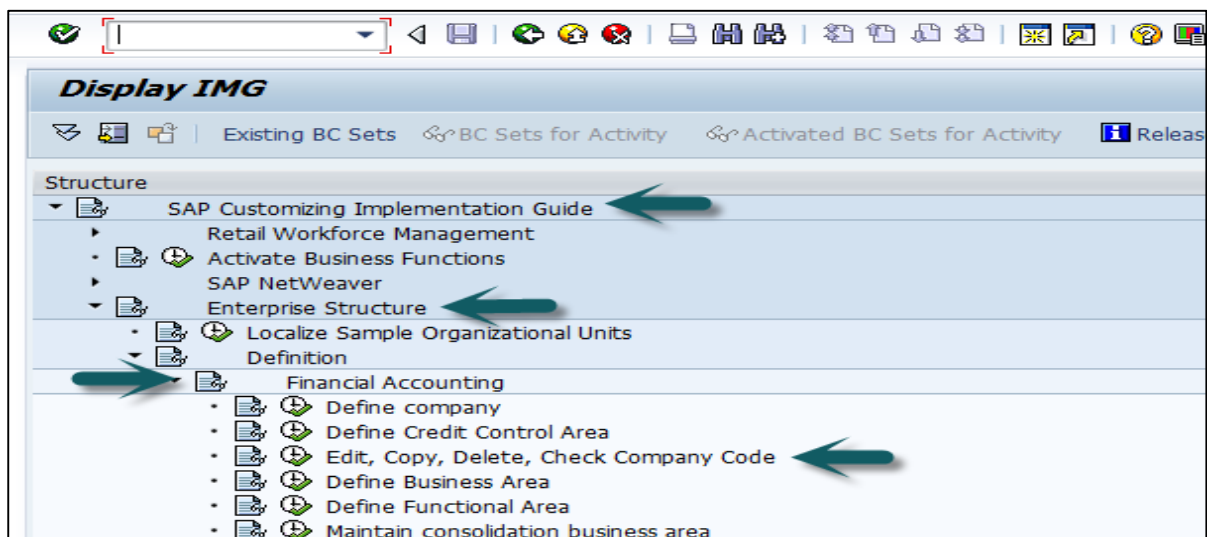 Display IMG
Existing BC Sets BC Sets for Activity Activated BC Sets for Activity Releas
Structure
SAP Customizing Implementation Guide
Retail Workforce Management
Activate Business Functions
SAP NetWeaver
Enterprise Structure
Localize Sample Organizational Units
Definition
Financial Accounting
Define company
Define Credit Control Area
Edit, Copy, Delete, Check Company Code
Define Business Area
Define Functional Area
Maintain consolidation business area